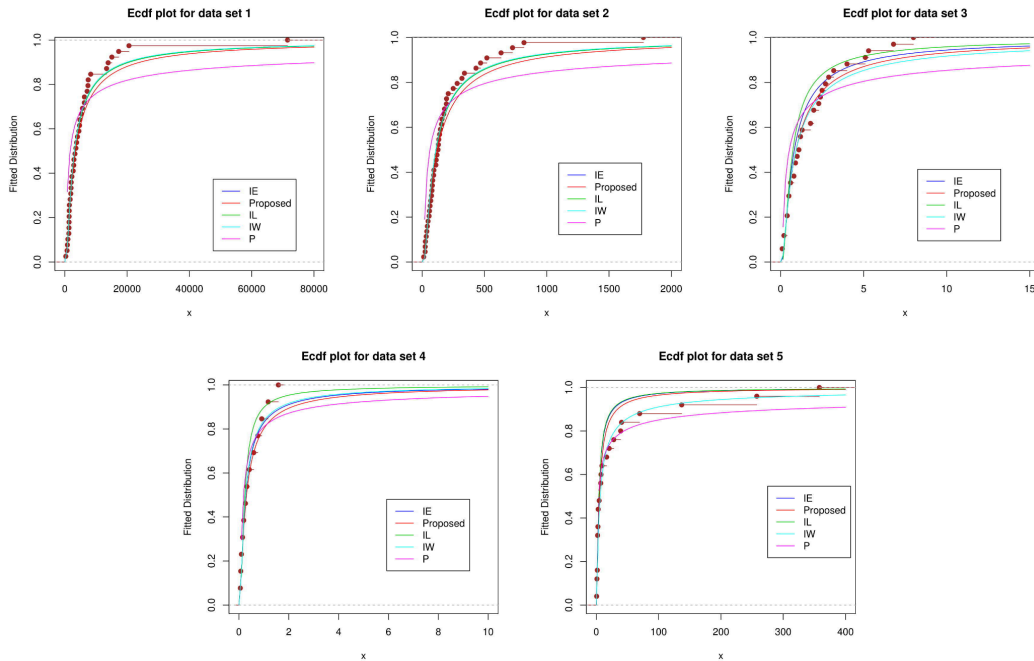 Ecdf plot for data set 1
Fitted Distribution
0.0 0.2 0.4 0.6 0.8 1.0
IE
Proposed
IL
IW
P
0 20000 40000 60000 80000
x
Ecdf plot for data set 2
Fitted Distribution
0.0 0.2 0.4 0.6 0.8 1.0
IE
Proposed
IL
IW
P
0 500 1000 1500 2000
x
Ecdf plot for data set 3
Fitted Distribution
0.0 0.2 0.4 0.6 0.8 1.0
IE
Proposed
IL
IW
P
0 5 10 15
x
Ecdf plot for data set 4
Fitted Distribution
0.0 0.2 0.4 0.6 0.8 1.0
IE
Proposed
IL
IW
P
0 2 4 6 8 10
x
Ecdf plot for data set 5
Fitted Distribution
0.0 0.2 0.4 0.6 0.8 1.0
IE
Proposed
IL
IW
P
0 100 200 300 400
x